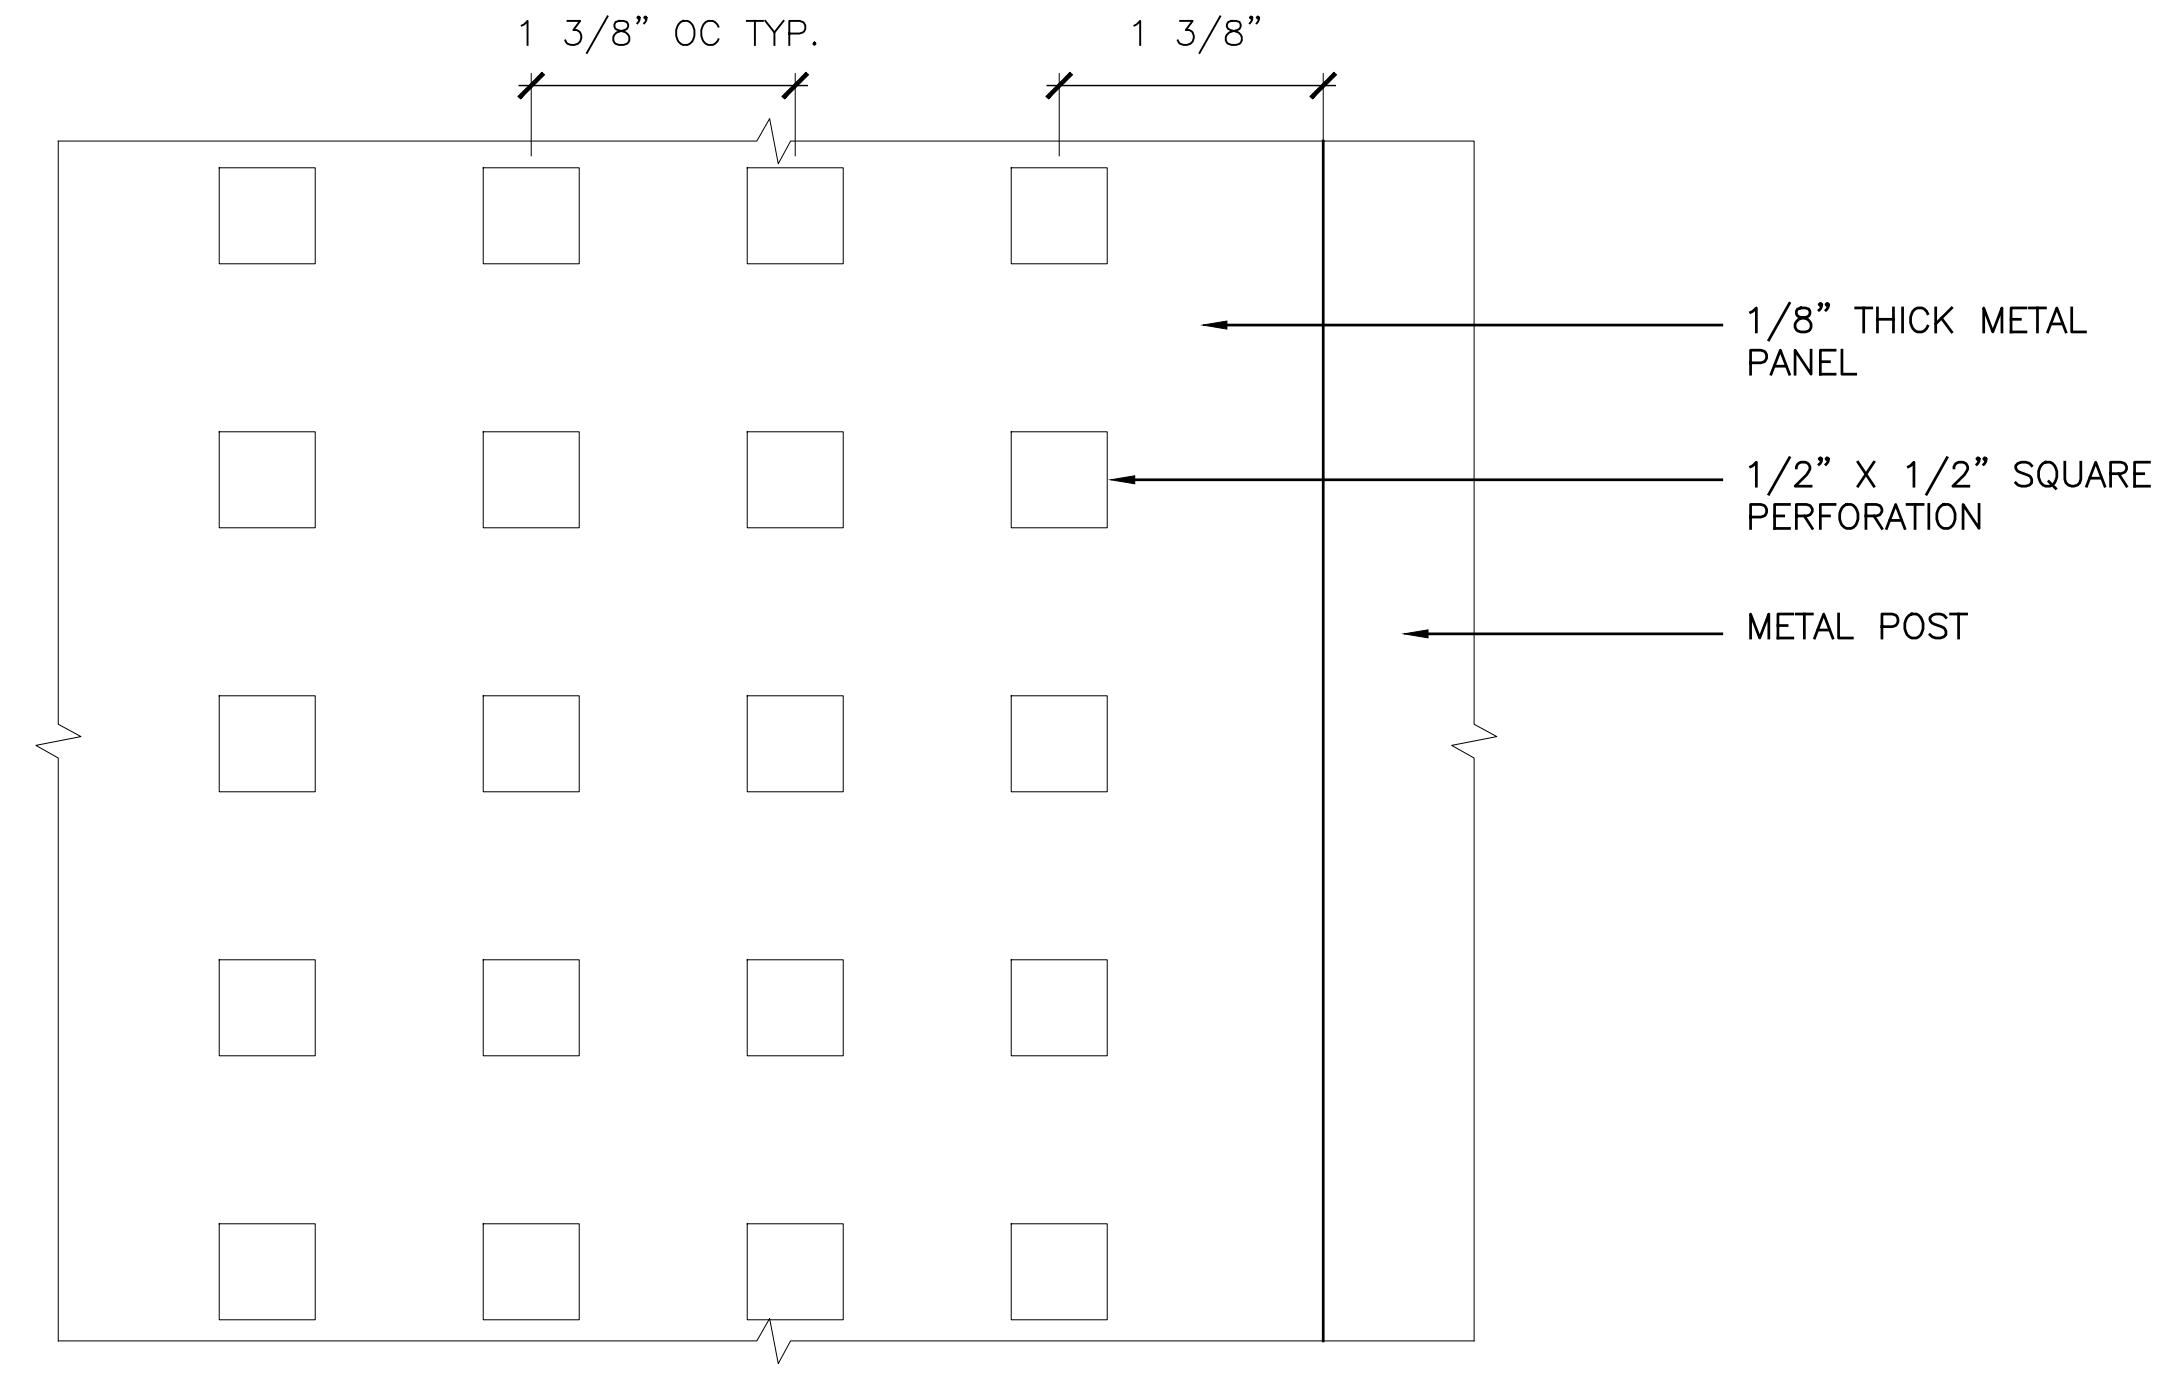 1 3/8” OC TYP.
1 3/8”
1/8” THICK METAL
PANEL
1/2” X 1/2” SQUARE
PERFORATION
METAL POST